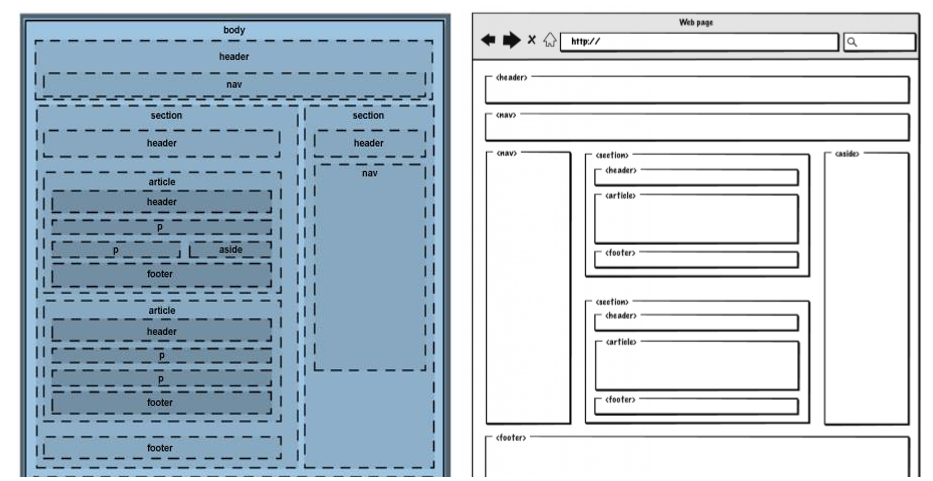 body
header
nav
section
header
article
header
p
p
aside
footer
article
header
p
p
footer
footer
section
header
nav
Web page
http://
<header>
<nav>
<nav>
<section>
<header>
<article>
<footer>
<section>
<header>
<article>
<footer>
<aside>
<footer>